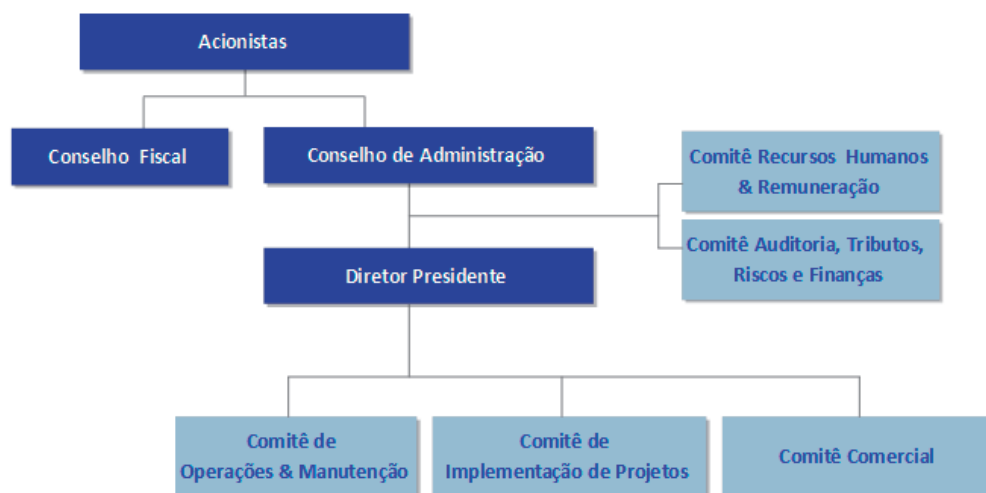 Acionistas
Conselho Fiscal
Conselho de Administração
Comitê Recursos Humanos
& Remuneração
Comitê Auditoria, Tributos,
Riscos e Finanças
Diretor Presidente
Comitê de
Operações & Manutenção
Comitê de
Implementação de Projetos
Comitê Comercial